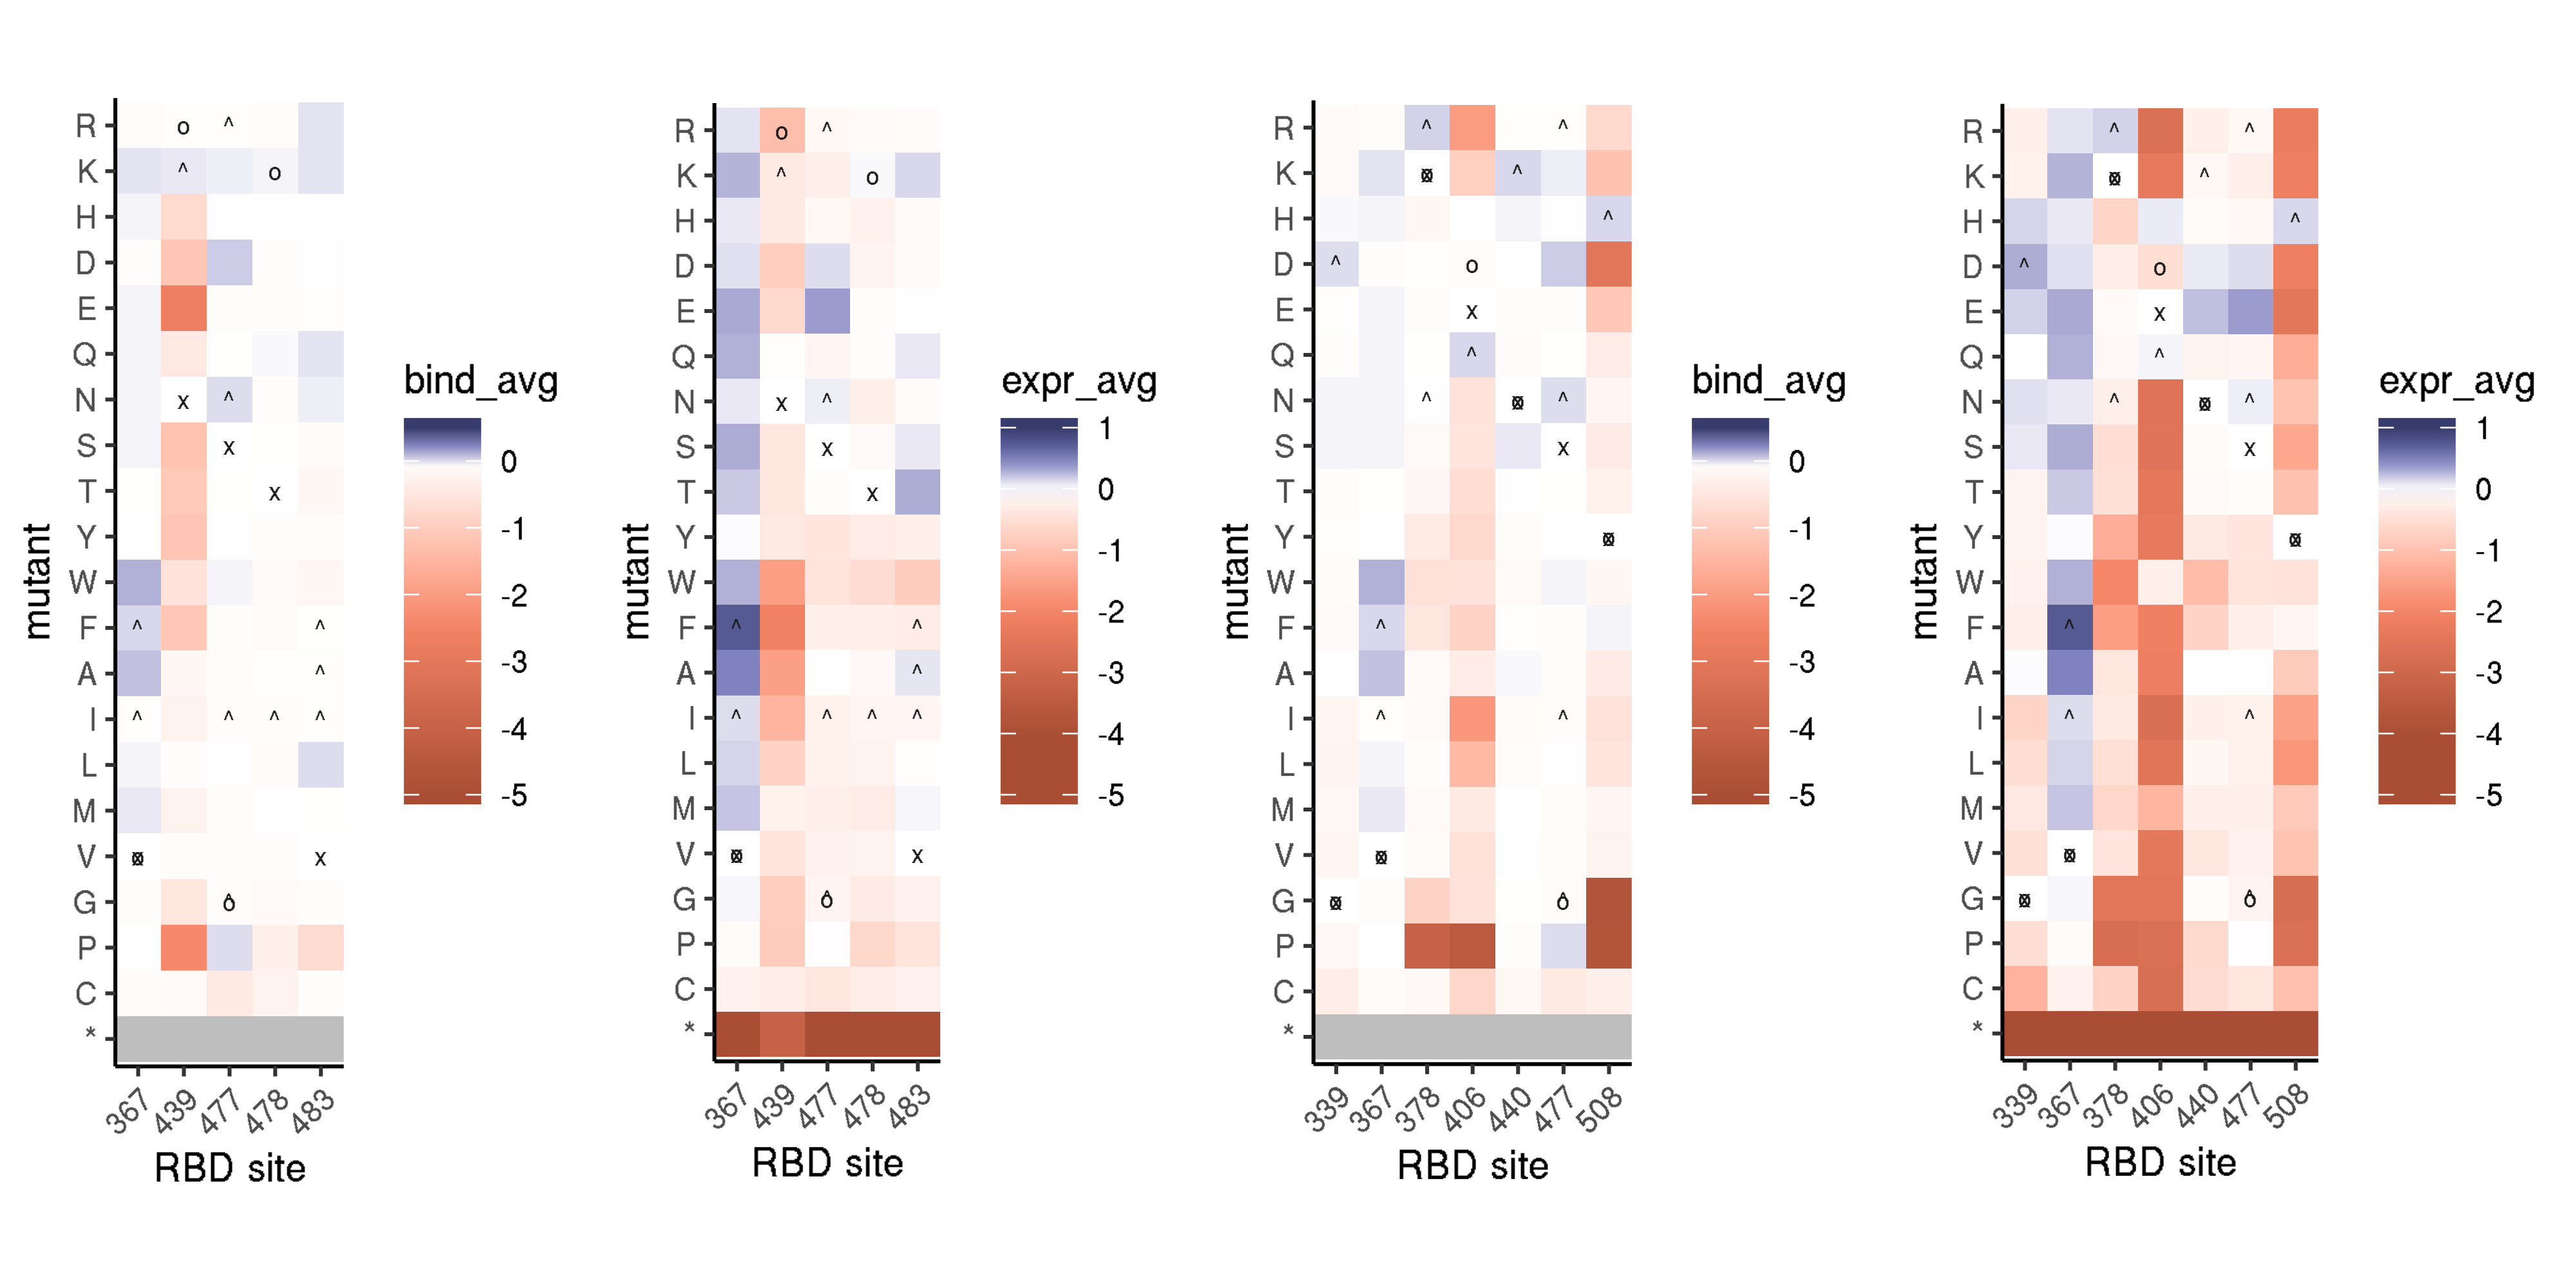 mutant
R o ^
K ^ o
H
D
E
Q
N x ^
S x
T x
Y
W
F ^ ^
A ^
I ^ ^ ^ ^
L
M
V x
G
P
C
*
367 439 477 478 483
RBD site
bind_avg
0
-1
-2
-3
-4
-5
mutant
R o ^
K ^ o
H
D
E
Q
N x ^
S x
T x
Y
W
F ^ ^
A ^
I ^ ^ ^ ^
L
M
V x
G
P
C
*
367 439 477 478 483
RBD site
expr_avg
1
0
-1
-2
-3
-4
-5
mutant
R ^ ^
K ^
H ^
D ^ o
E x
Q ^
N ^ ^
S x
T
Y
W
F ^
A
I ^ ^
L
M
V
G
P
C
*
339 367 378 406 440 477 508
RBD site
bind_avg
0
-1
-2
-3
-4
-5
mutant
R ^ ^
K ^
H ^
D ^ o
E x
Q ^
N ^ ^
S x
T
Y
W
F ^
A
I ^ ^
L
M
V
G
P
C
*
339 367 378 406 440 477 508
RBD site
expr_avg
1
0
-1
-2
-3
-4
-5